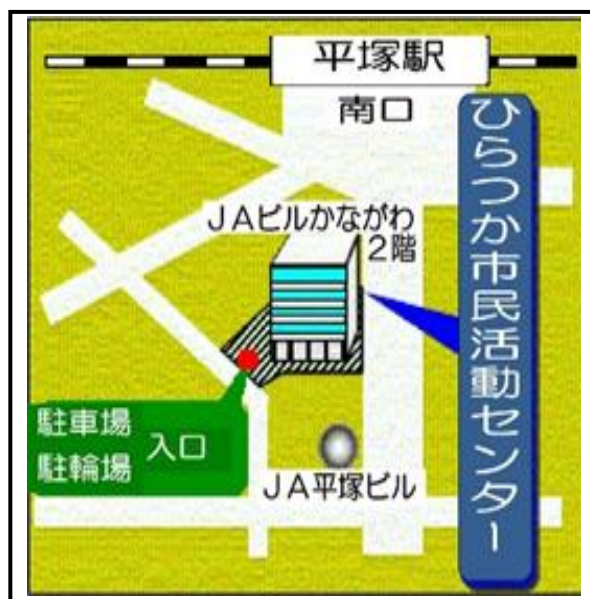 平塚駅
南口
JAビルかながわ
2階
ひらつか市民活動センター
駐車場
駐輪場
入口
JA平塚ビル